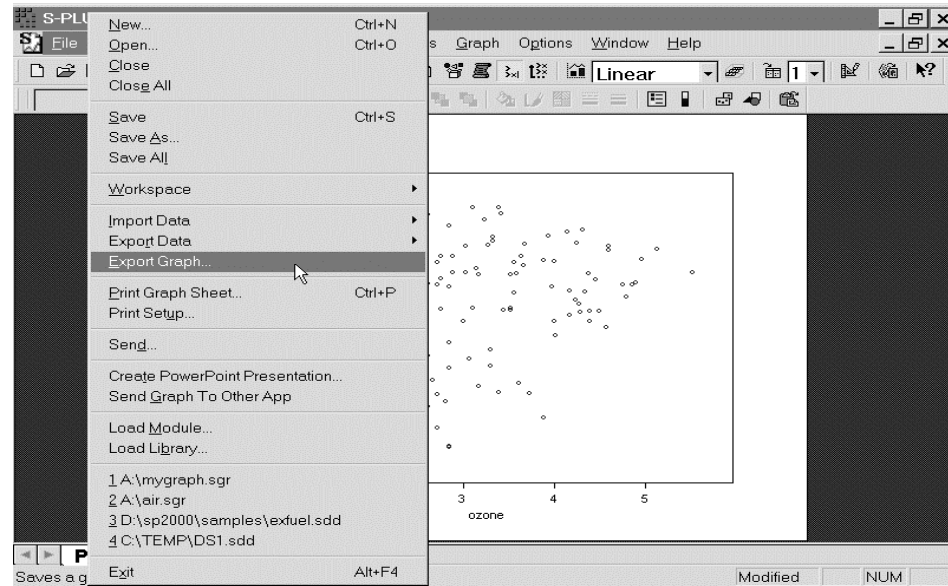 S-PLU
File
s Graph Options Window Help
Linear
1
New... Ctrl+N
Open... Ctrl+O
Close
Close All
Save Ctrl+S
Save As...
Save All
Workspace
Import Data
Export Data
Export Graph...
Print Graph Sheet... Ctrl+P
Print Setup...
Send...
Create PowerPoint Presentation...
Send Graph To Other App
Load Module...
Load Library...
1 A:\mygraph.sgr
2 A:\air.sgr
3 D:\sp2000\samples\exfuel.sdd
4 C:\TEMP\DS1.sdd
Exit Alt+F4
3 4 5
ozone
P
Saves a g
Modified NUM